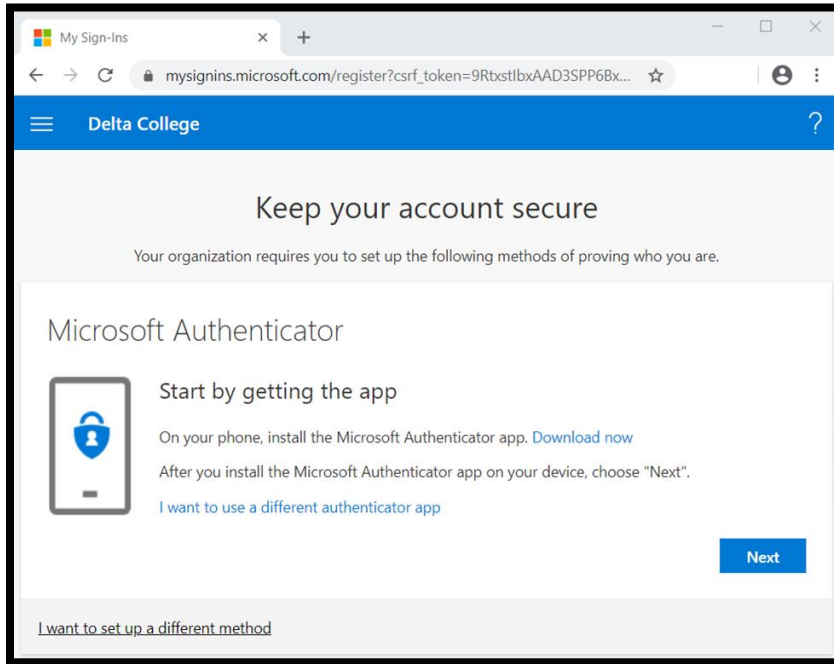 My Sign-Ins
mysignins.microsoft.com/register?csrf_token=9RtxstIbxAAD3SPP6Bx...
Delta College
?
Keep your account secure
Your organization requires you to set up the following methods of proving who you are.
Microsoft Authenticator
Start by getting the app
On your phone, install the Microsoft Authenticator app. Download now
After you install the Microsoft Authenticator app on your device, choose "Next".
I want to use a different authenticator app
Next
I want to set up a different method